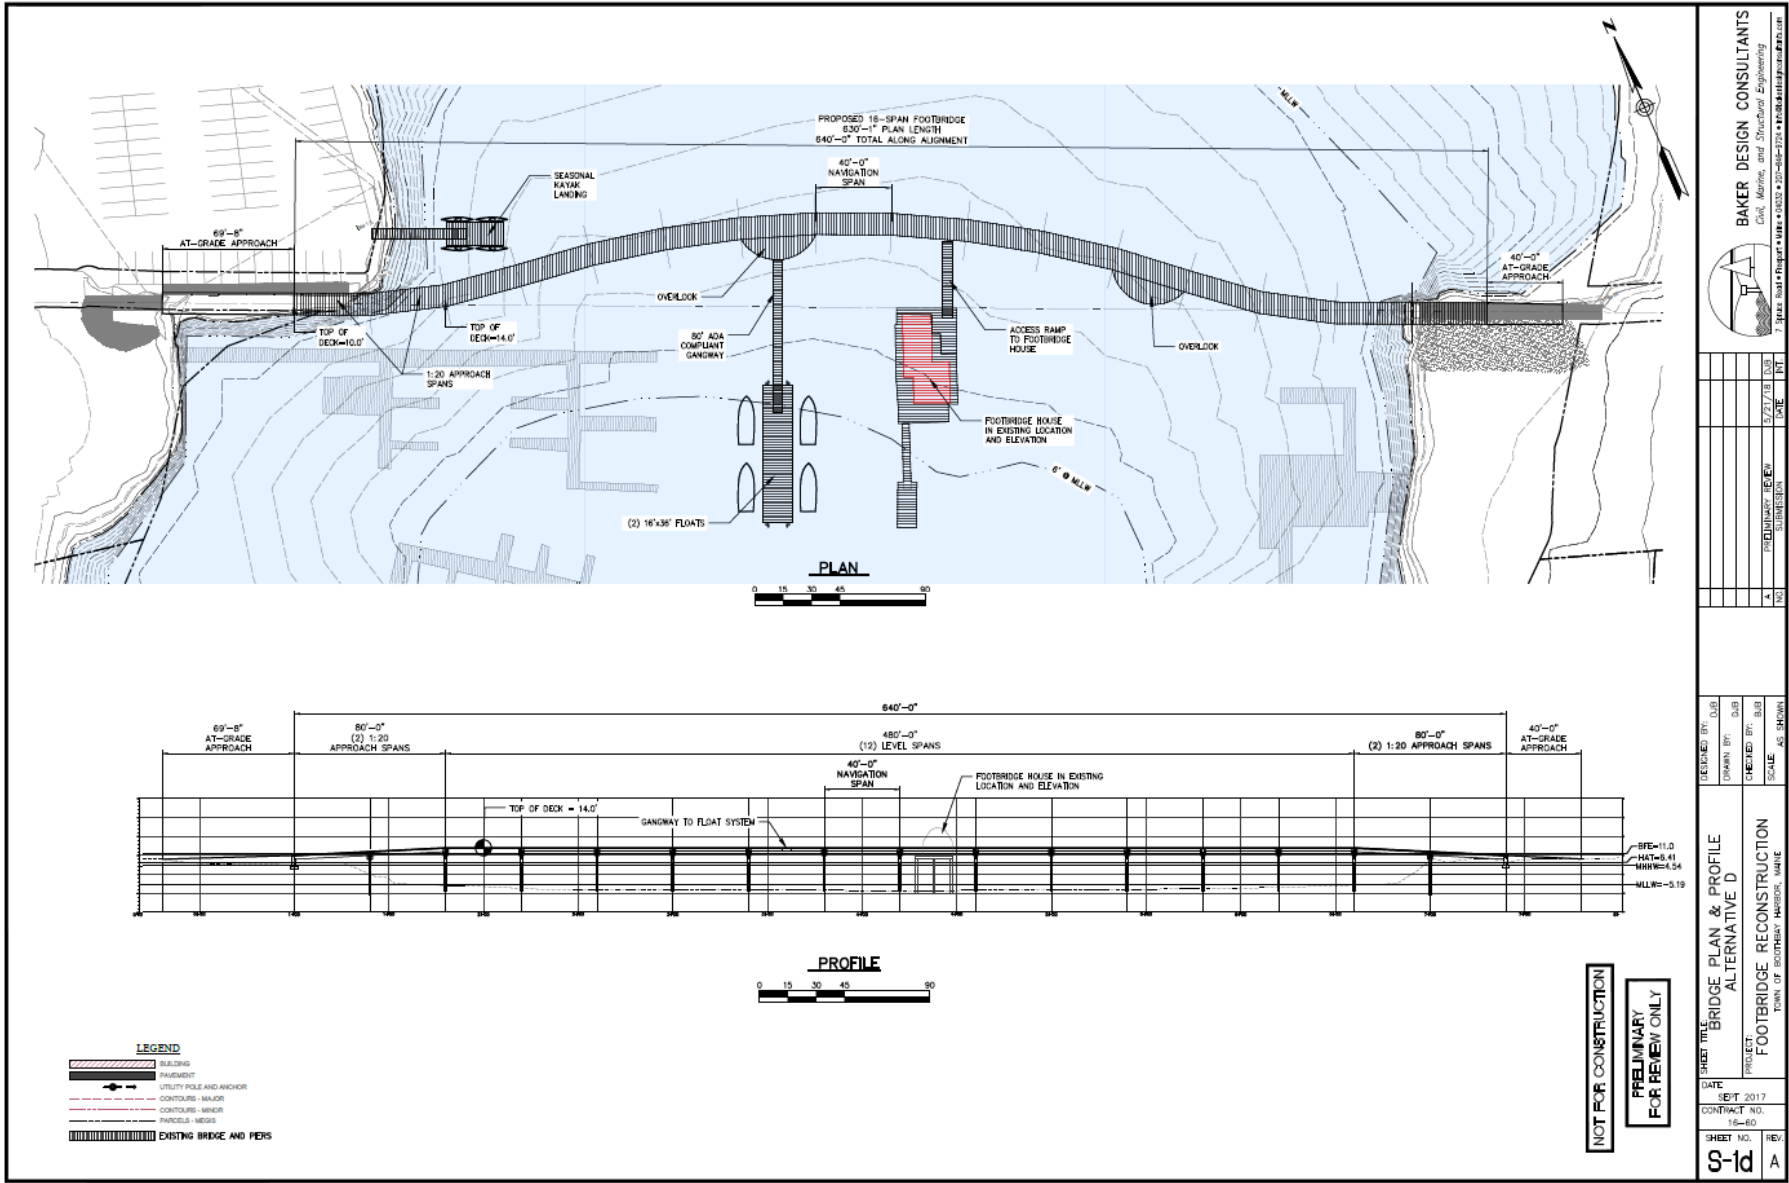 PROPOSED 16-SPAN FOOTBRIDGE
630'-1" PLAN LENGTH
640'-0" TOTAL ALONG ALIGNMENT
MLLW
N
40'-0"
NAVIGATION
SPAN
SEASONAL
KAYAK
LANDING
69'-8"
AT-GRADE APPROACH
40'-0"
AT-GRADE
APPROACH
OVERLOOK
TOP OF
DECK=10.0'
TOP OF
DECK=14.0'
80' ADA
COMPLIANT
GANGWAY
ACCESS RAMP
TO FOOTBRIDGE
HOUSE
OVERLOOK
1:20 APPROACH
SPANS
FOOTBRIDGE HOUSE
IN EXISTING LOCATION
AND ELEVATION
6' @ MLLW
(2) 16'x36' FLOATS
PLAN
0 15 30 45 90
640'-0"
69'-8"
AT-GRADE
APPROACH
80'-0"
(2) 1:20
APPROACH SPANS
480'-0"
(12) LEVEL SPANS
80'-0"
(2) 1:20 APPROACH SPANS
40'-0"
AT-GRADE
APPROACH
40'-0"
NAVIGATION
SPAN
FOOTBRIDGE HOUSE IN EXISTING
LOCATION AND ELEVATION
TOP OF DECK = 14.0'
GANGWAY TO FLOAT SYSTEM
BFE=11.0
HAT=6.41
MHHW=4.54
MLLW=-5.19
PROFILE
0 15 30 45 90
LEGEND
BUILDING
PAVEMENT
UTILITY POLE AND ANCHOR
CONTOURS - MAJOR
CONTOURS - MINOR
PARCELS - MEGIS
EXISTING BRIDGE AND PIERS
NOT FOR CONSTRUCTION
PRELIMINARY
FOR REVIEW ONLY
BAKER DESIGN CONSULTANTS
Civil, Marine, and Structural Engineering
A PRELIMINARY REVIEW 5/21/18 DJB
NO. SUBMISSION DATE INT.
DESIGNED BY: DJB
DRAWN BY: DJB
CHECKED BY: BJB
SCALE: AS SHOWN
SHEET TITLE:
BRIDGE PLAN & PROFILE
ALTERNATIVE D
PROJECT:
FOOTBRIDGE RECONSTRUCTION
TOWN OF BOOTHBAY HARBOR, MAINE
DATE
SEPT 2017
CONTRACT NO.
16-60
SHEET NO. REV.
S-1d A